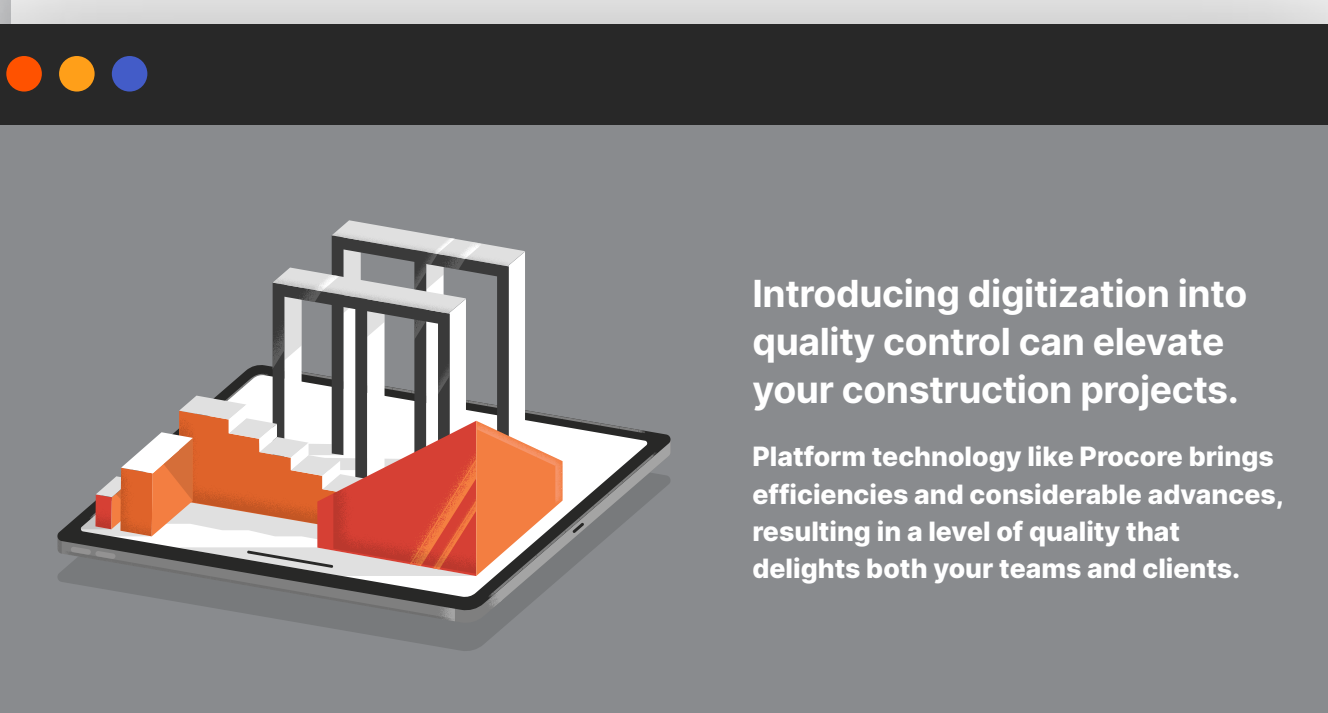 Introducing digitization into
quality control can elevate
your construction projects.
Platform technology like Procore brings
efficiencies and considerable advances,
resulting in a level of quality that
delights both your teams and clients.